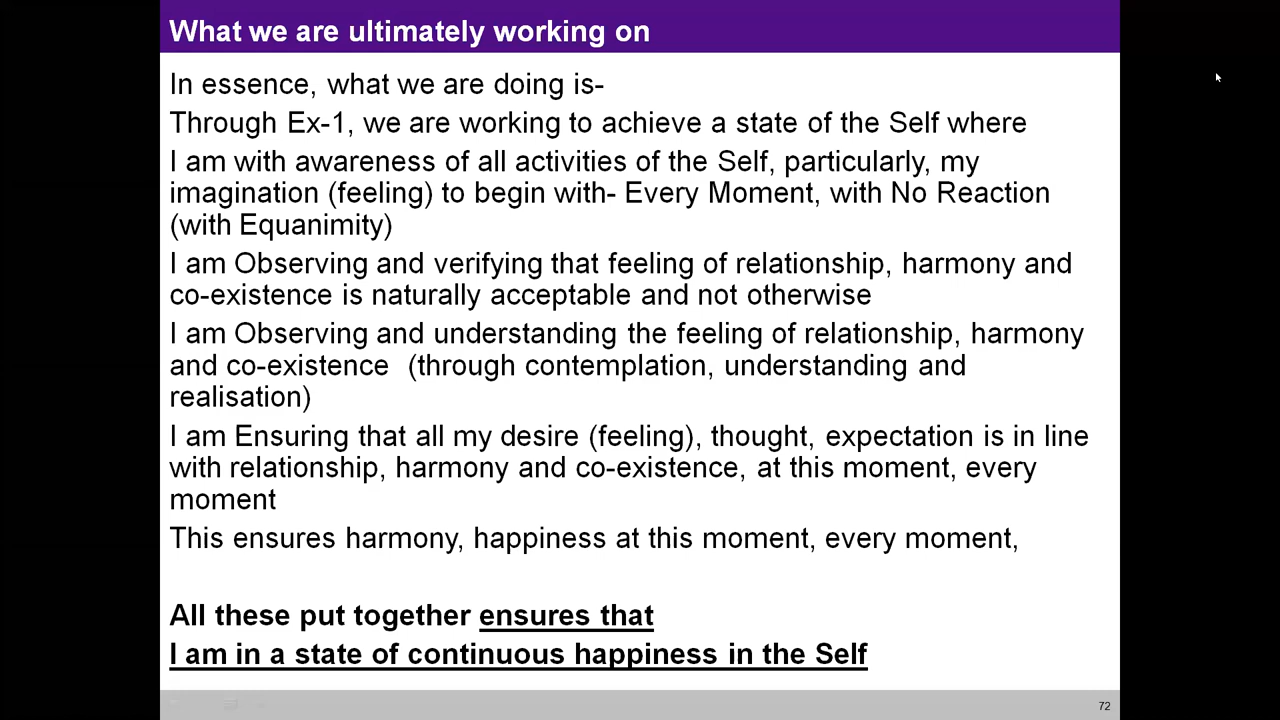 What we are ultimately working on
In essence, what we are doing is-
Through Ex-1, we are working to achieve a state of the Self where
I am with awareness of all activities of the Self, particularly, my
imagination (feeling) to begin with- Every Moment, with No Reaction
(with Equanimity)
I am Observing and verifying that feeling of relationship, harmony and
co-existence is naturally acceptable and not otherwise
I am Observing and understanding the feeling of relationship, harmony
and co-existence (through contemplation, understanding and
realisation)
I am Ensuring that all my desire (feeling), thought, expectation is in line
with relationship, harmony and co-existence, at this moment, every
moment
This ensures harmony, happiness at this moment, every moment,
All these put together ensures that
I am in a state of continuous happiness in the Self
72